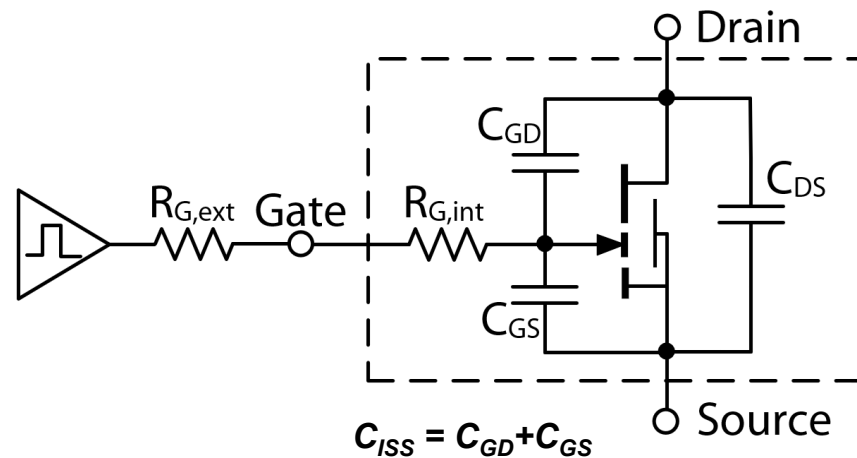 Drain
C_GD
C_DS
R_G,ext
Gate
R_G,int
C_GS
Source
C_ISS = C_GD+C_GS